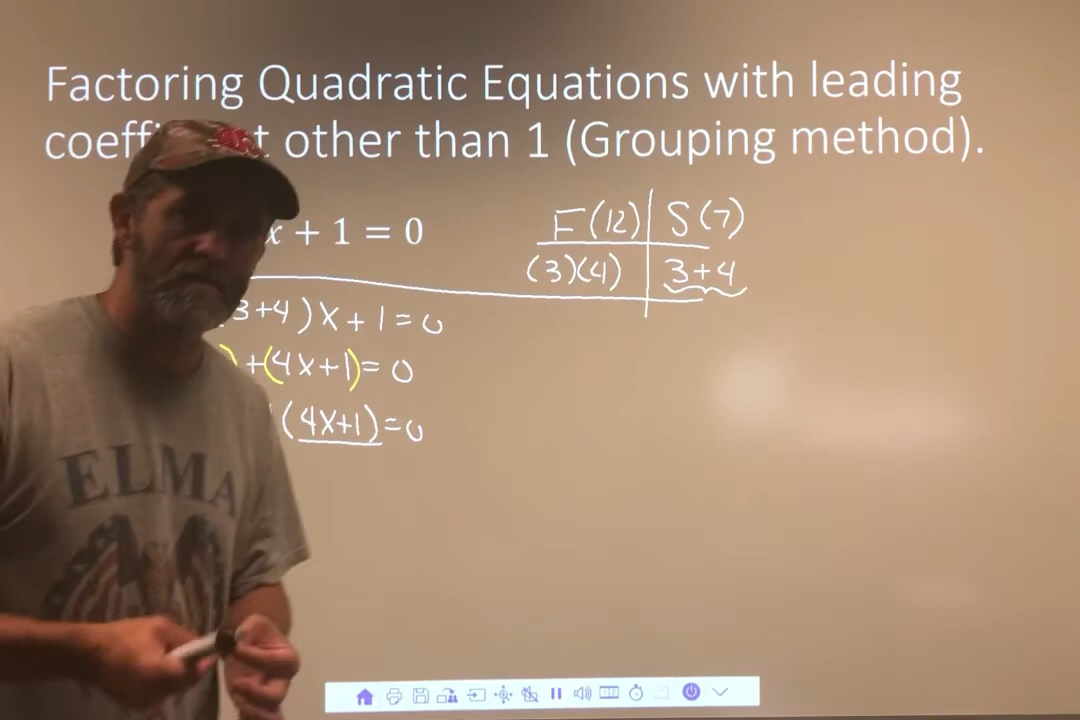 Factoring Quadratic Equations with leading
coeff t other than 1 (Grouping method).
x + 1 = 0
F(12) S(7)
(3)(4) 3+4
3+4)x+1=0
)+(4x+1)=0
(4x+1)=0
ELMA